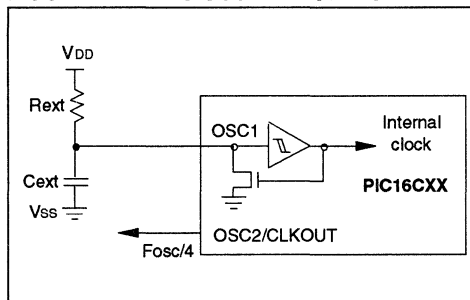 VDD
Rext
OSC1
Internal
clock
Cext
PIC16CXX
VSS
OSC2/CLKOUT
Fosc/4